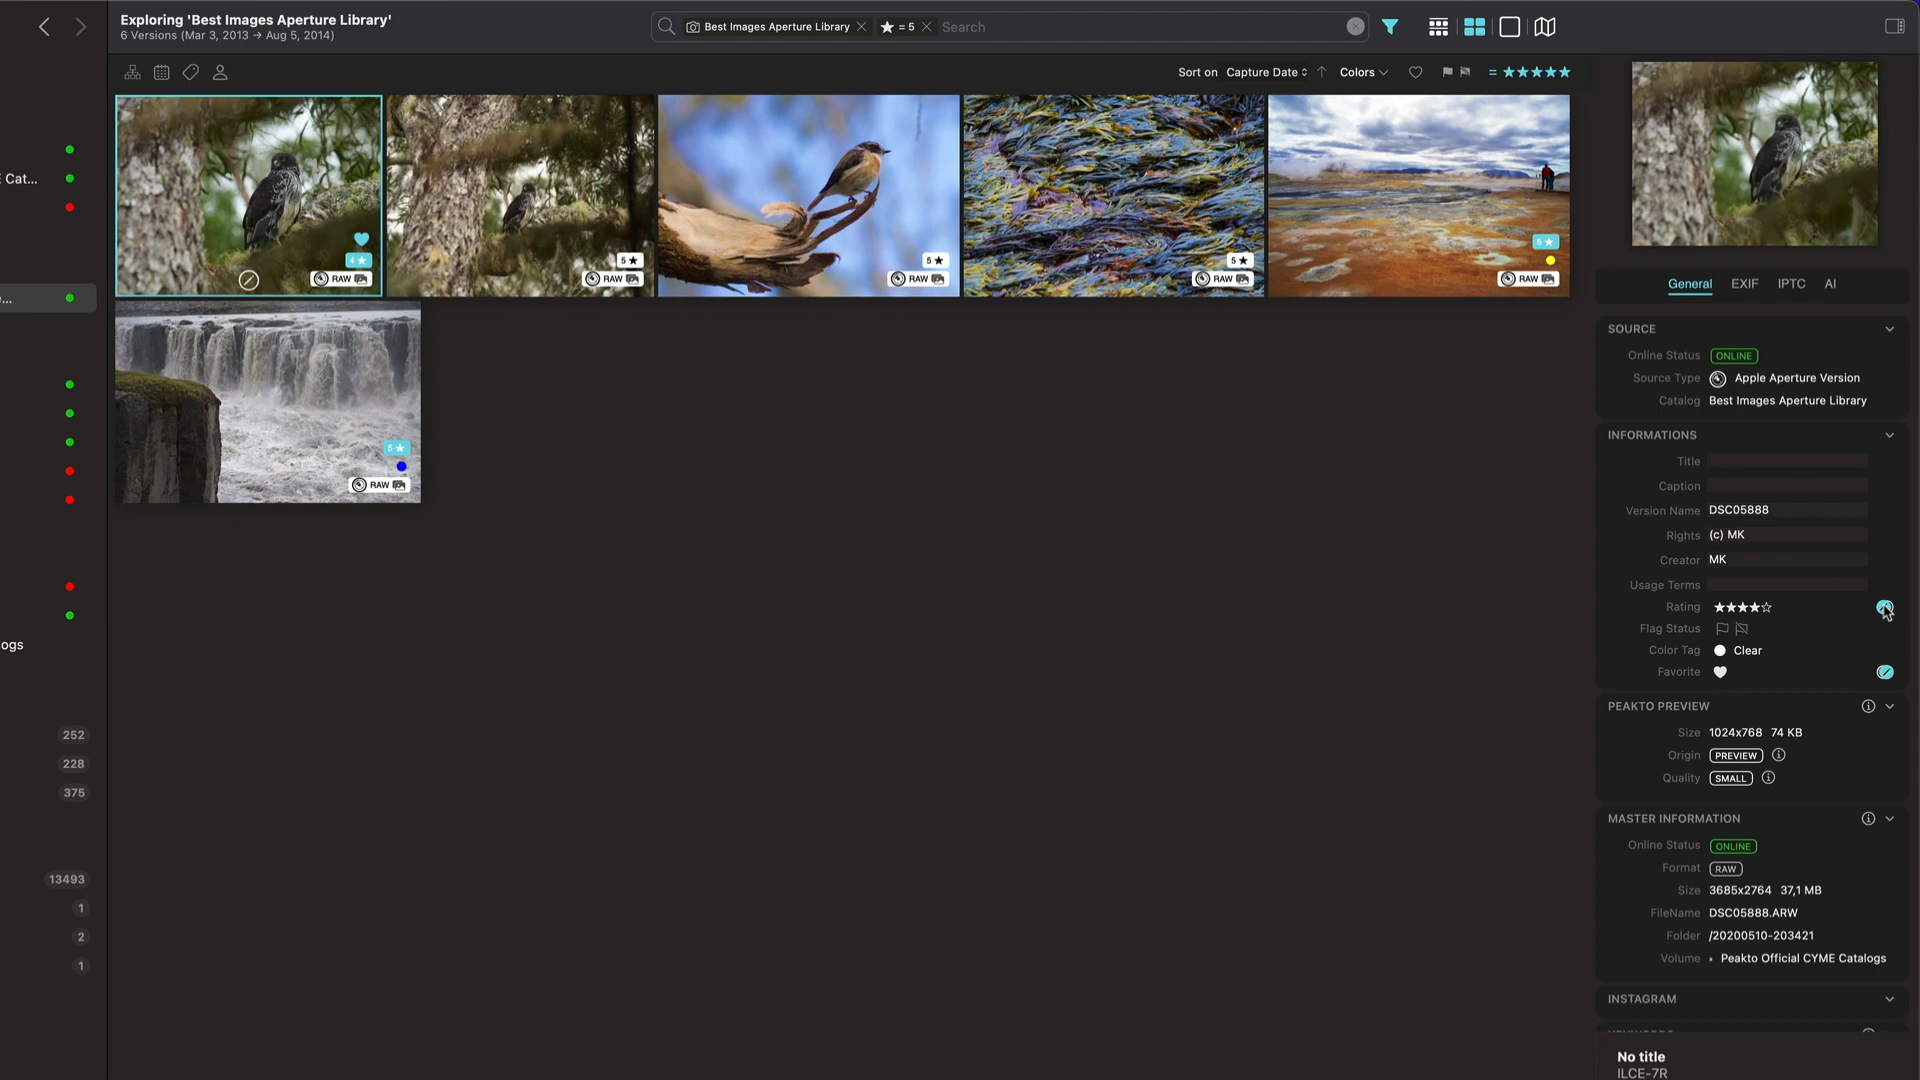 Exploring 'Best Images Aperture Library'
6 Versions (Mar 3, 2013 → Aug 5, 2014)
Best Images Aperture Library
★ = 5
Search
Sort on Capture Date
Colors
= ★★★★★
Cat...
...
ogs
252
228
375
13493
1
2
1
4 ★
RAW
5 ★
RAW
5 ★
RAW
5 ★
RAW
5 ★
RAW
5 ★
RAW
General EXIF IPTC AI
SOURCE
Online Status ONLINE
Source Type Apple Aperture Version
Catalog Best Images Aperture Library
INFORMATIONS
Title
Caption
Version Name DSC05888
Rights (c) MK
Creator MK
Usage Terms
Rating ★★★★☆
Flag Status
Color Tag Clear
Favorite
PEAKTO PREVIEW
Size 1024x768 74 KB
Origin PREVIEW
Quality SMALL
MASTER INFORMATION
Online Status ONLINE
Format RAW
Size 3685x2764 37,1 MB
FileName DSC05888.ARW
Folder /20200510-203421
Volume Peakto Official CYME Catalogs
INSTAGRAM
No title
ILCE-7R